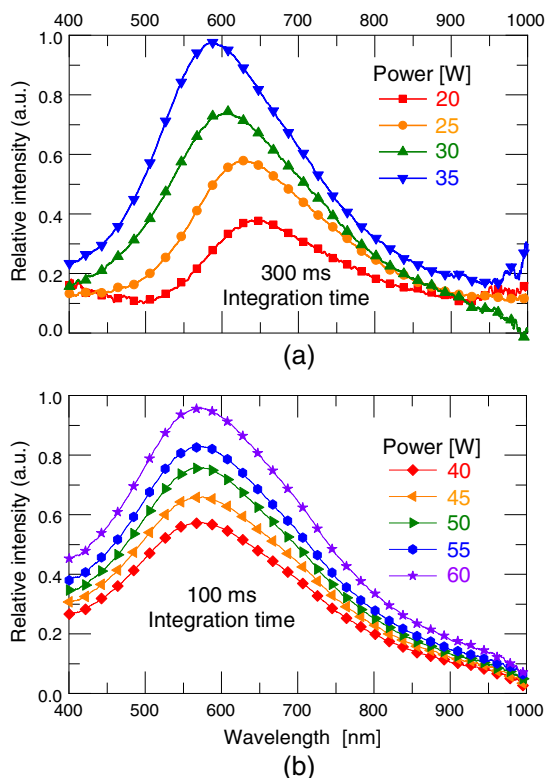 400 500 600 700 800 900 1000
1.0
0.8
0.6
0.4
0.2
0.0
Relative intensity (a.u.)
Power [W]
20
25
30
35
300 ms
Integration time
(a)
1.0
0.8
0.6
0.4
0.2
0.0
Relative intensity (a.u.)
Power [W]
40
45
50
55
60
100 ms
Integration time
400 500 600 700 800 900 1000
Wavelength [nm]
(b)